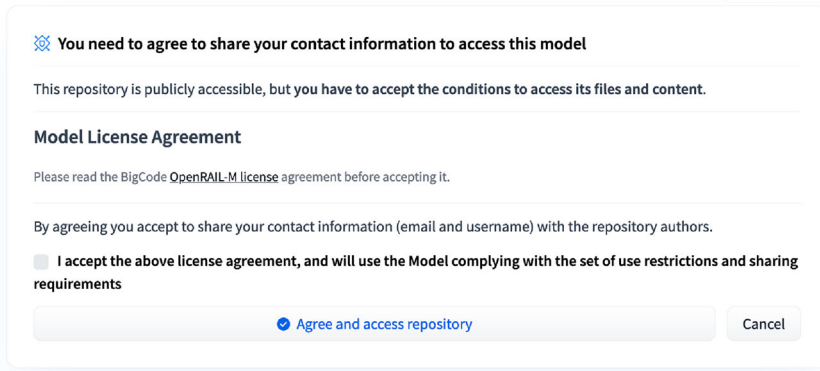 You need to agree to share your contact information to access this model
This repository is publicly accessible, but you have to accept the conditions to access its files and content.
Model License Agreement
Please read the BigCode OpenRAIL-M license agreement before accepting it.
By agreeing you accept to share your contact information (email and username) with the repository authors.
I accept the above license agreement, and will use the Model complying with the set of use restrictions and sharing
requirements
Agree and access repository
Cancel